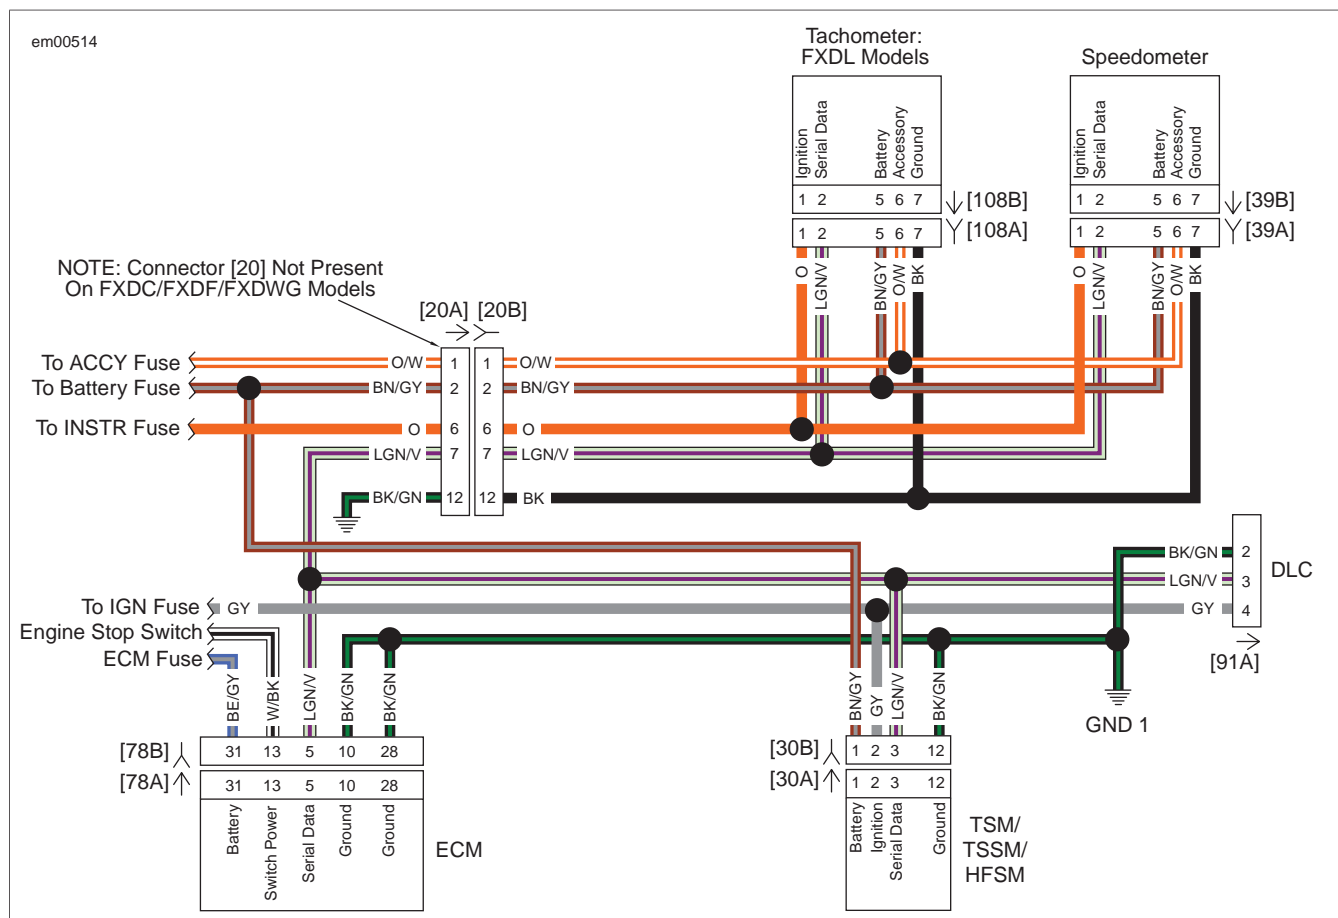 em00514
Tachometer:
FXDL Models
Speedometer
Ignition
Serial Data
Battery
Accessory
Ground
Ignition
Serial Data
Battery
Accessory
Ground
1 2 5 6 7 [108B]
1 2 5 6 7 [39B]
1 2 5 6 7 [108A]
1 2 5 6 7 [39A]
O LGN/V BN/GY O/W BK
O LGN/V BN/GY O/W BK
NOTE: Connector [20] Not Present
On FXDC/FXDF/FXDWG Models
[20A] [20B]
To ACCY Fuse O/W 1 1 O/W
To Battery Fuse BN/GY 2 2 BN/GY
To INSTR Fuse O 6 6 O
LGN/V 7 7 LGN/V
BK/GN 12 12 BK
BK/GN 2
LGN/V 3 DLC
GY 4
[91A]
To IGN Fuse GY
Engine Stop Switch
ECM Fuse
GND 1
BE/GY W/BK LGN/V BK/GN BK/GN
BN/GY GY LGN/V BK/GN
[78B] 31 13 5 10 28
[78A] 31 13 5 10 28
Battery
Switch Power
Serial Data
Ground
Ground
ECM
[30B] 1 2 3 12
[30A] 1 2 3 12
Battery
Ignition
Serial Data
Ground
TSM/
TSSM/
HFSM